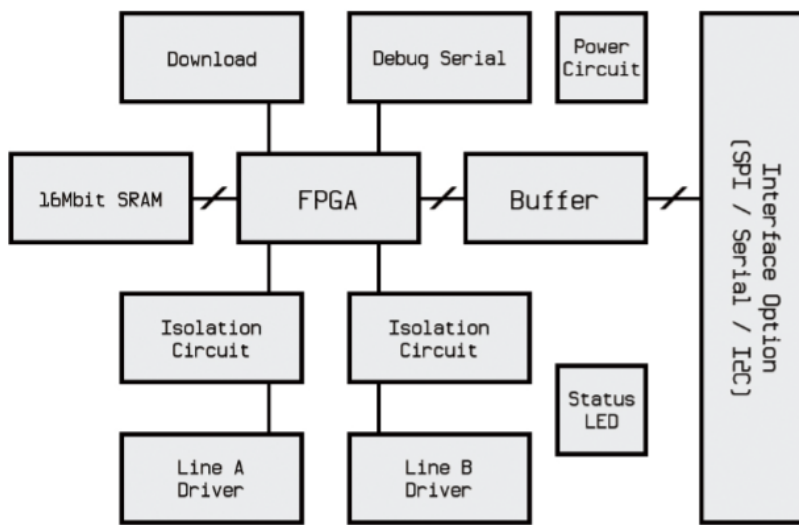 Download
Debug Serial
Power
Circuit
16Mbit SRAM
FPGA
Buffer
Interface Option
(SPI / Serial / I2C)
Isolation
Circuit
Isolation
Circuit
Status
LED
Line A
Driver
Line B
Driver